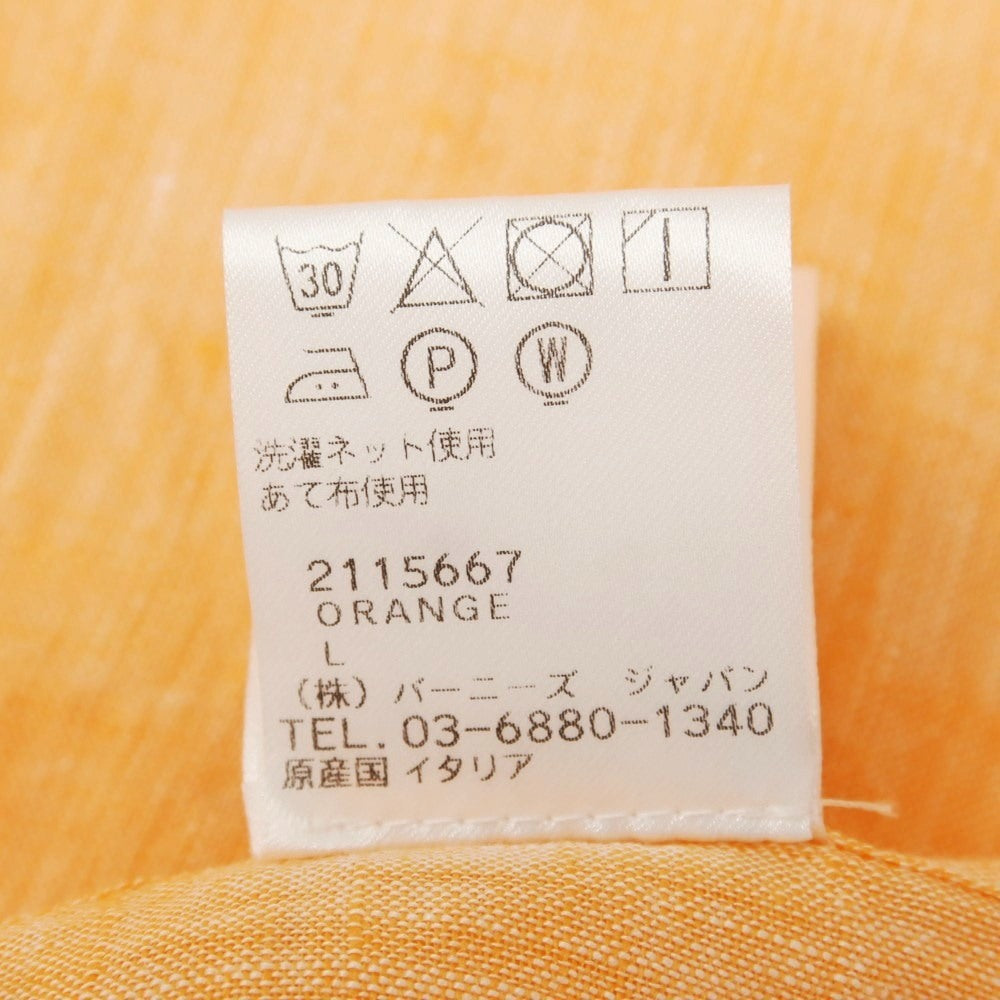 30
P W
洗濯ネット使用
あて布使用
2115667
ORANGE
L
(株) バーニーズ ジャパン
TEL. 03-6880-1340
原産国 イタリア